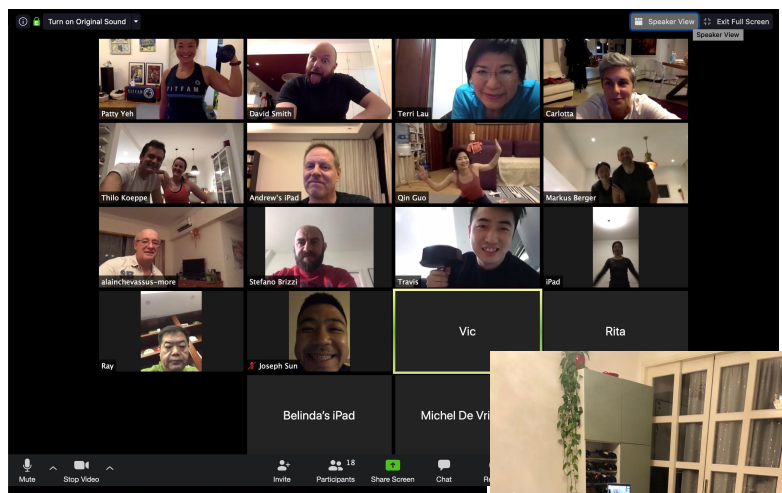 Turn on Original Sound
Speaker View
Exit Full Screen
Speaker View
FITFAM
Patty Yeh
David Smith
Terri Lau
Carlotta
Thilo Koeppe
Andrew's iPad
Qin Guo
Markus Berger
alainchevassus-more
Stefano Brizzi
Travis
iPad
Ray
Joseph Sun
Vic
Rita
Belinda's iPad
Michel De Vri
Mute
Stop Video
Invite
18
Participants
Share Screen
Chat